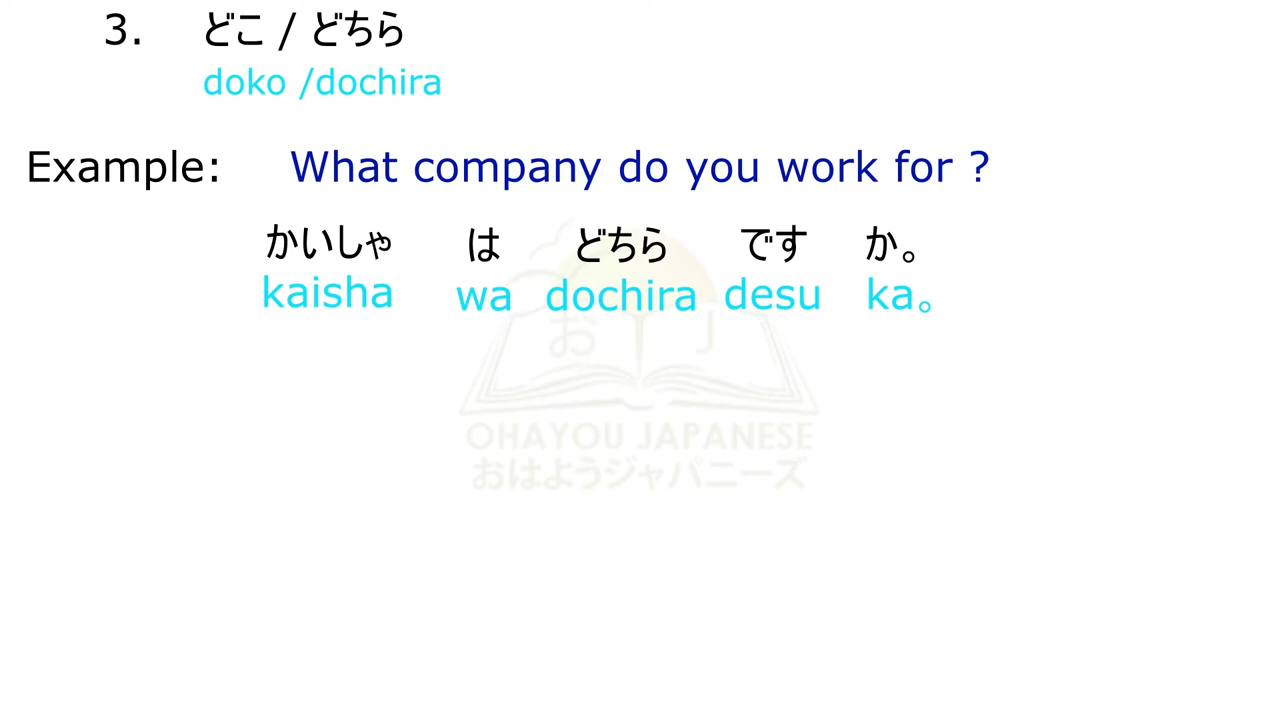 3. どこ / どちら
doko /dochira
Example: What company do you work for ?
かいしゃ は どちら です か。
kaisha wa dochira desu ka。
お J
OHAYOU JAPANESE
おはようジャパニーズ